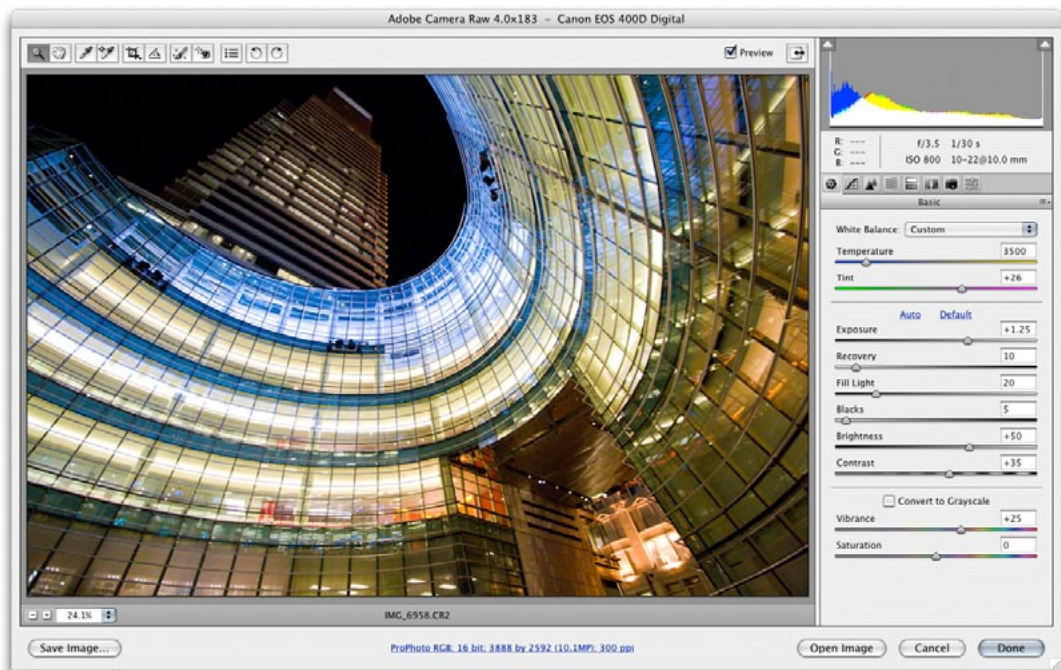 Adobe Camera Raw 4.0x183 – Canon EOS 400D Digital
Preview
R: ---
G: ---
B: ---
f/3.5 1/30 s
ISO 800 10-22@10.0 mm
Basic
White Balance: Custom
Temperature 3500
Tint +26
Auto Default
Exposure +1.25
Recovery 10
Fill Light 20
Blacks 5
Brightness +50
Contrast +35
Convert to Grayscale
Vibrance +25
Saturation 0
24.1% IMG_6958.CR2
Save Image... ProPhoto RGB; 16 bit; 3888 by 2592 (10.1MP); 300 ppi Open Image Cancel Done